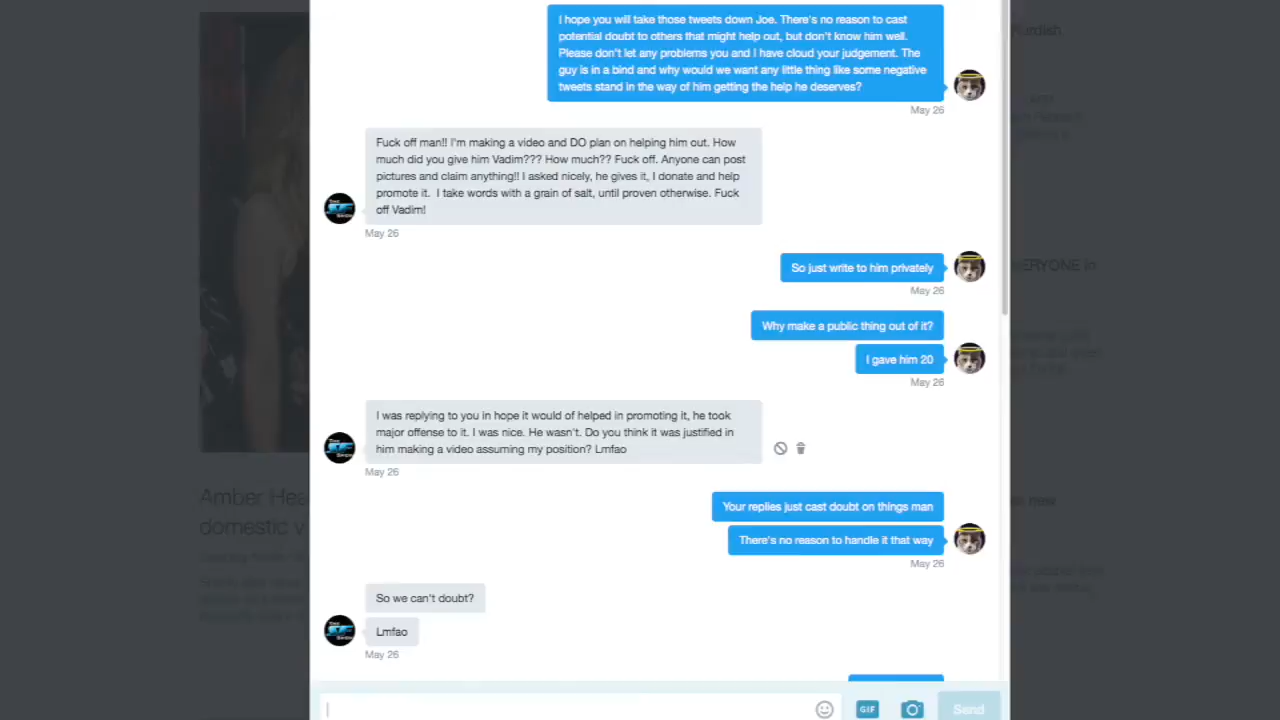 I hope you will take those tweets down Joe. There's no reason to cast
potential doubt to others that might help out, but don't know him well.
Please don't let any problems you and I have cloud your judgement. The
guy is in a bind and why would we want any little thing like some negative
tweets stand in the way of him getting the help he deserves?
May 26
Fuck off man!! I'm making a video and DO plan on helping him out. How
much did you give him Vadim??? How much?? Fuck off. Anyone can post
pictures and claim anything!! I asked nicely, he gives it, I donate and help
promote it. I take words with a grain of salt, until proven otherwise. Fuck
off Vadim!
May 26
So just write to him privately
May 26
Why make a public thing out of it?
I gave him 20
May 26
I was replying to you in hope it would of helped in promoting it, he took
major offense to it. I was nice. He wasn't. Do you think it was justified in
him making a video assuming my position? Lmfao
May 26
Your replies just cast doubt on things man
There's no reason to handle it that way
May 26
So we can't doubt?
Lmfao
May 26
Amber Hea
domestic v
ERYONE in
GIF
Send